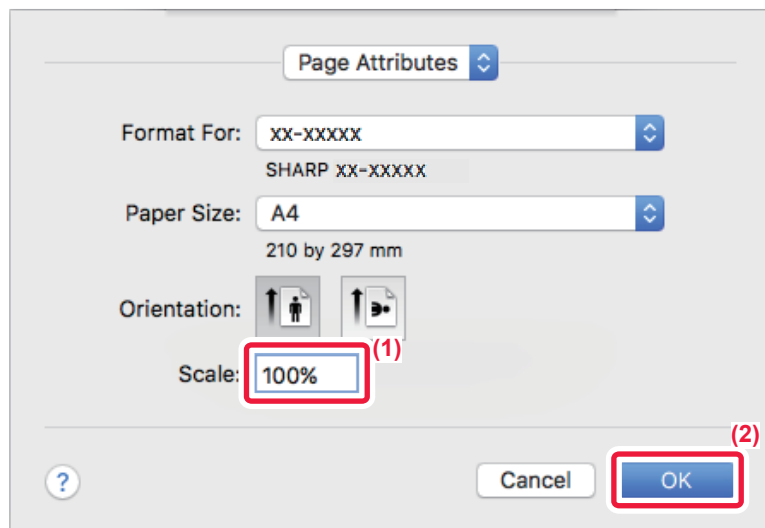 Page Attributes
Format For: xx-xxxxx
SHARP xx-xxxxx
Paper Size: A4
210 by 297 mm
Orientation:
(1)
Scale: 100%
(2)
? Cancel OK